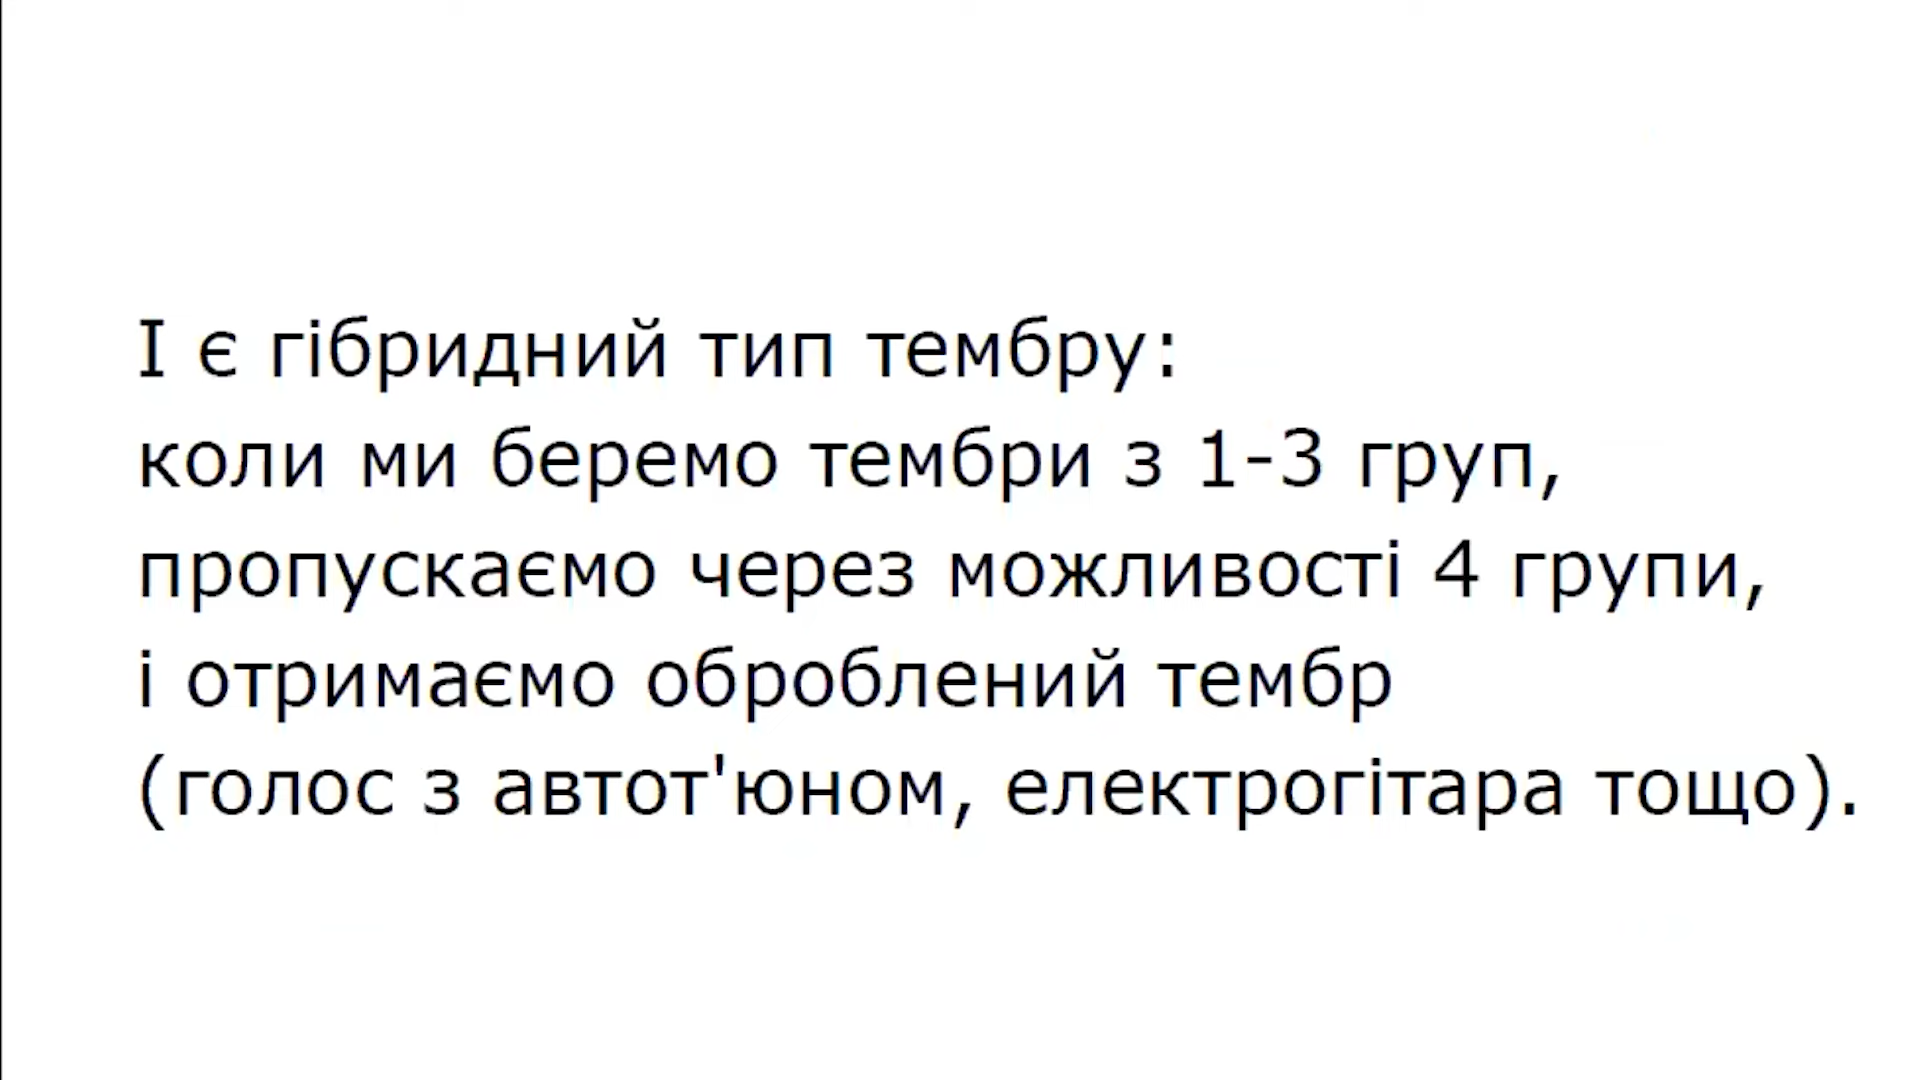 І є гібридний тип тембру:
коли ми беремо тембри з 1-3 груп,
пропускаємо через можливості 4 групи,
і отримаємо оброблений тембр
(голос з автот'юном, електрогітара тощо).